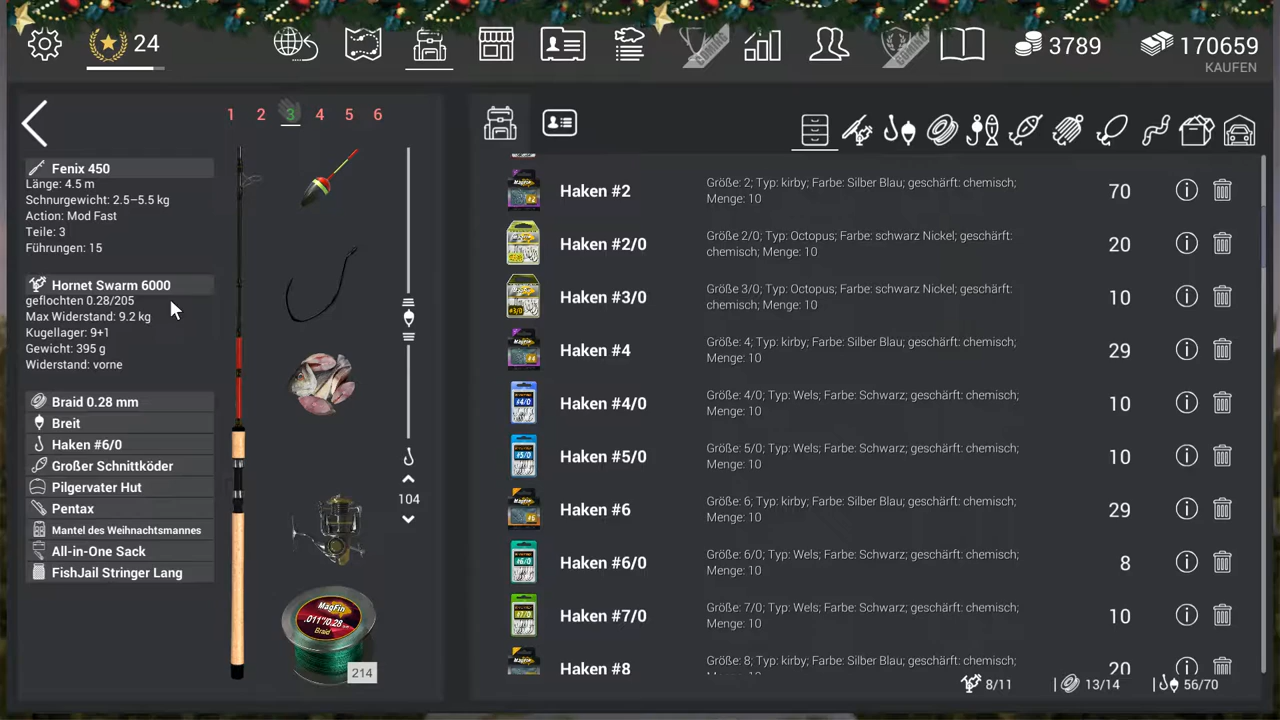 24
3789
170659
KAUFEN
1 2 3 4 5 6
Fenix 450
Länge: 4.5 m
Schnurgewicht: 2.5–5.5 kg
Action: Mod Fast
Teile: 3
Führungen: 15
Hornet Swarm 6000
geflochten 0.28/205
Max Widerstand: 9.2 kg
Kugellager: 9+1
Gewicht: 395 g
Widerstand: vorne
Braid 0.28 mm
Breit
Haken #6/0
Großer Schnittköder
Pilgervater Hut
Pentax
Mantel des Weihnachtsmannes
All-in-One Sack
FishJail Stringer Lang
104
MagFin
.011"/0.28
Braid
214
Haken #2
Größe: 2; Typ: kirby; Farbe: Silber Blau; geschärft: chemisch;
Menge: 10
70
Haken #2/0
Größe 2/0; Typ: Octopus; Farbe: schwarz Nickel; geschärft:
chemisch; Menge: 10
20
Haken #3/0
Größe 3/0; Typ: Octopus; Farbe: schwarz Nickel; geschärft:
chemisch; Menge: 10
10
Haken #4
Größe: 4; Typ: kirby; Farbe: Silber Blau; geschärft: chemisch;
Menge: 10
29
Haken #4/0
Größe: 4/0; Typ: Wels; Farbe: Schwarz; geschärft: chemisch;
Menge: 10
10
Haken #5/0
Größe: 5/0; Typ: Wels; Farbe: Schwarz; geschärft: chemisch;
Menge: 10
10
Haken #6
Größe: 6; Typ: kirby; Farbe: Silber Blau; geschärft: chemisch;
Menge: 10
29
Haken #6/0
Größe: 6/0; Typ: Wels; Farbe: Schwarz; geschärft: chemisch;
Menge: 10
8
Haken #7/0
Größe: 7/0; Typ: Wels; Farbe: Schwarz; geschärft: chemisch;
Menge: 10
10
Haken #8
Größe: 8; Typ: kirby; Farbe: Silber Blau; geschärft: chemisch;
20
8/11
13/14
56/70